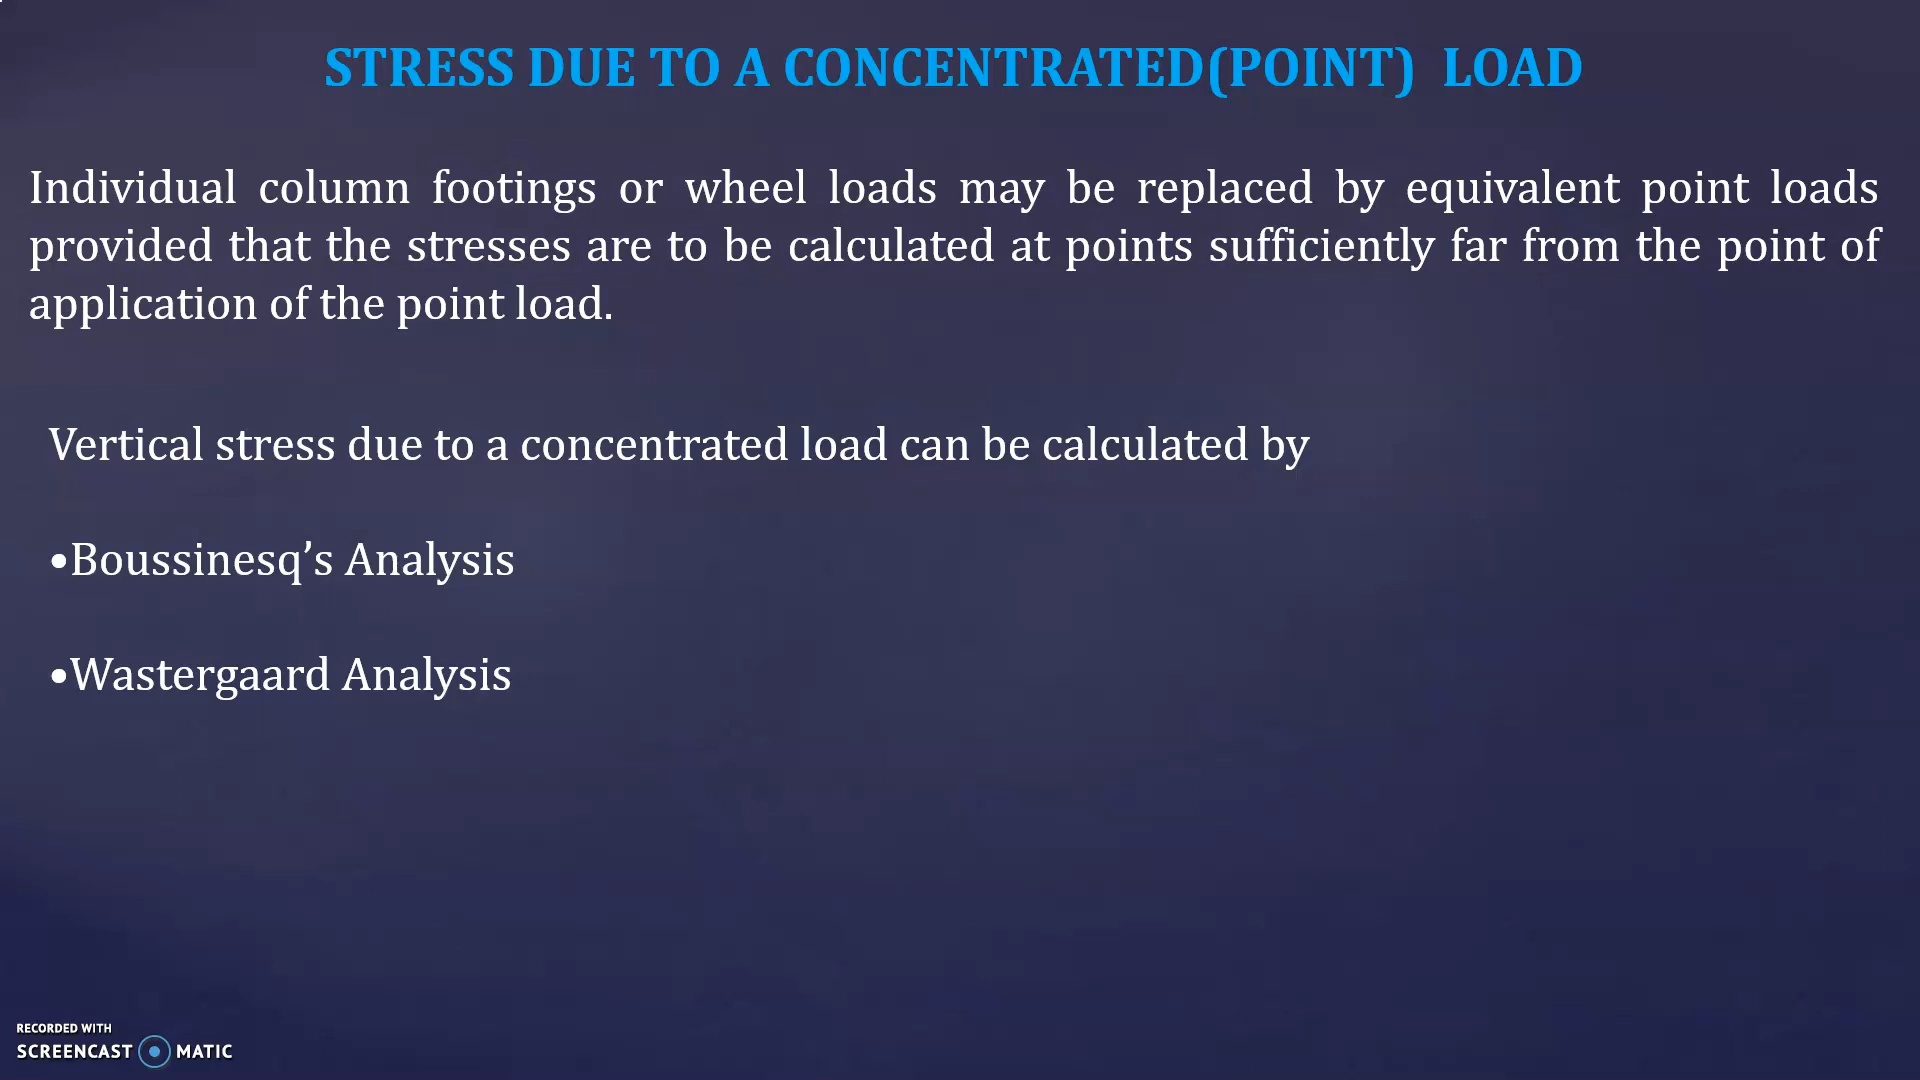 STRESS DUE TO A CONCENTRATED(POINT) LOAD
Individual column footings or wheel loads may be replaced by equivalent point loads
provided that the stresses are to be calculated at points sufficiently far from the point of
application of the point load.
Vertical stress due to a concentrated load can be calculated by
•Boussinesq’s Analysis
•Wastergaard Analysis
RECORDED WITH
SCREENCAST MATIC